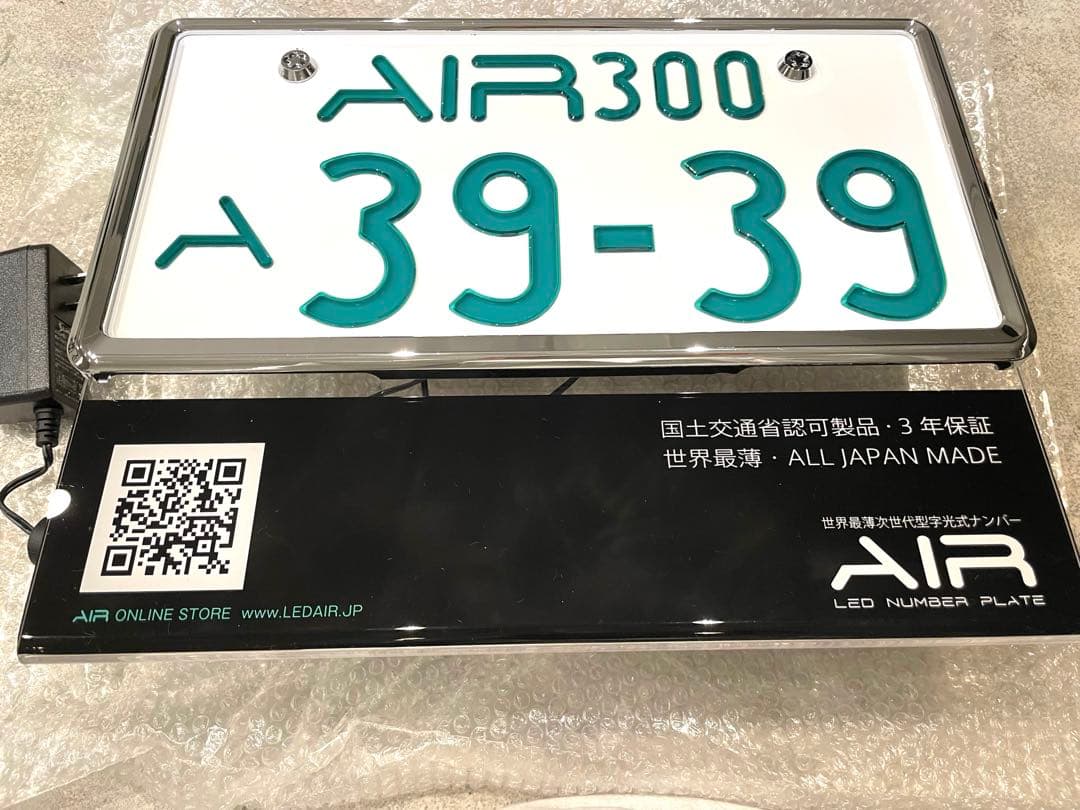 AIR300
A 39-39
国土交通省認可製品・3年保証
世界最薄・ALL JAPAN MADE
世界最薄次世代型字光式ナンバー
AIR
LED NUMBER PLATE
AIR ONLINE STORE www.LEDAIR.JP